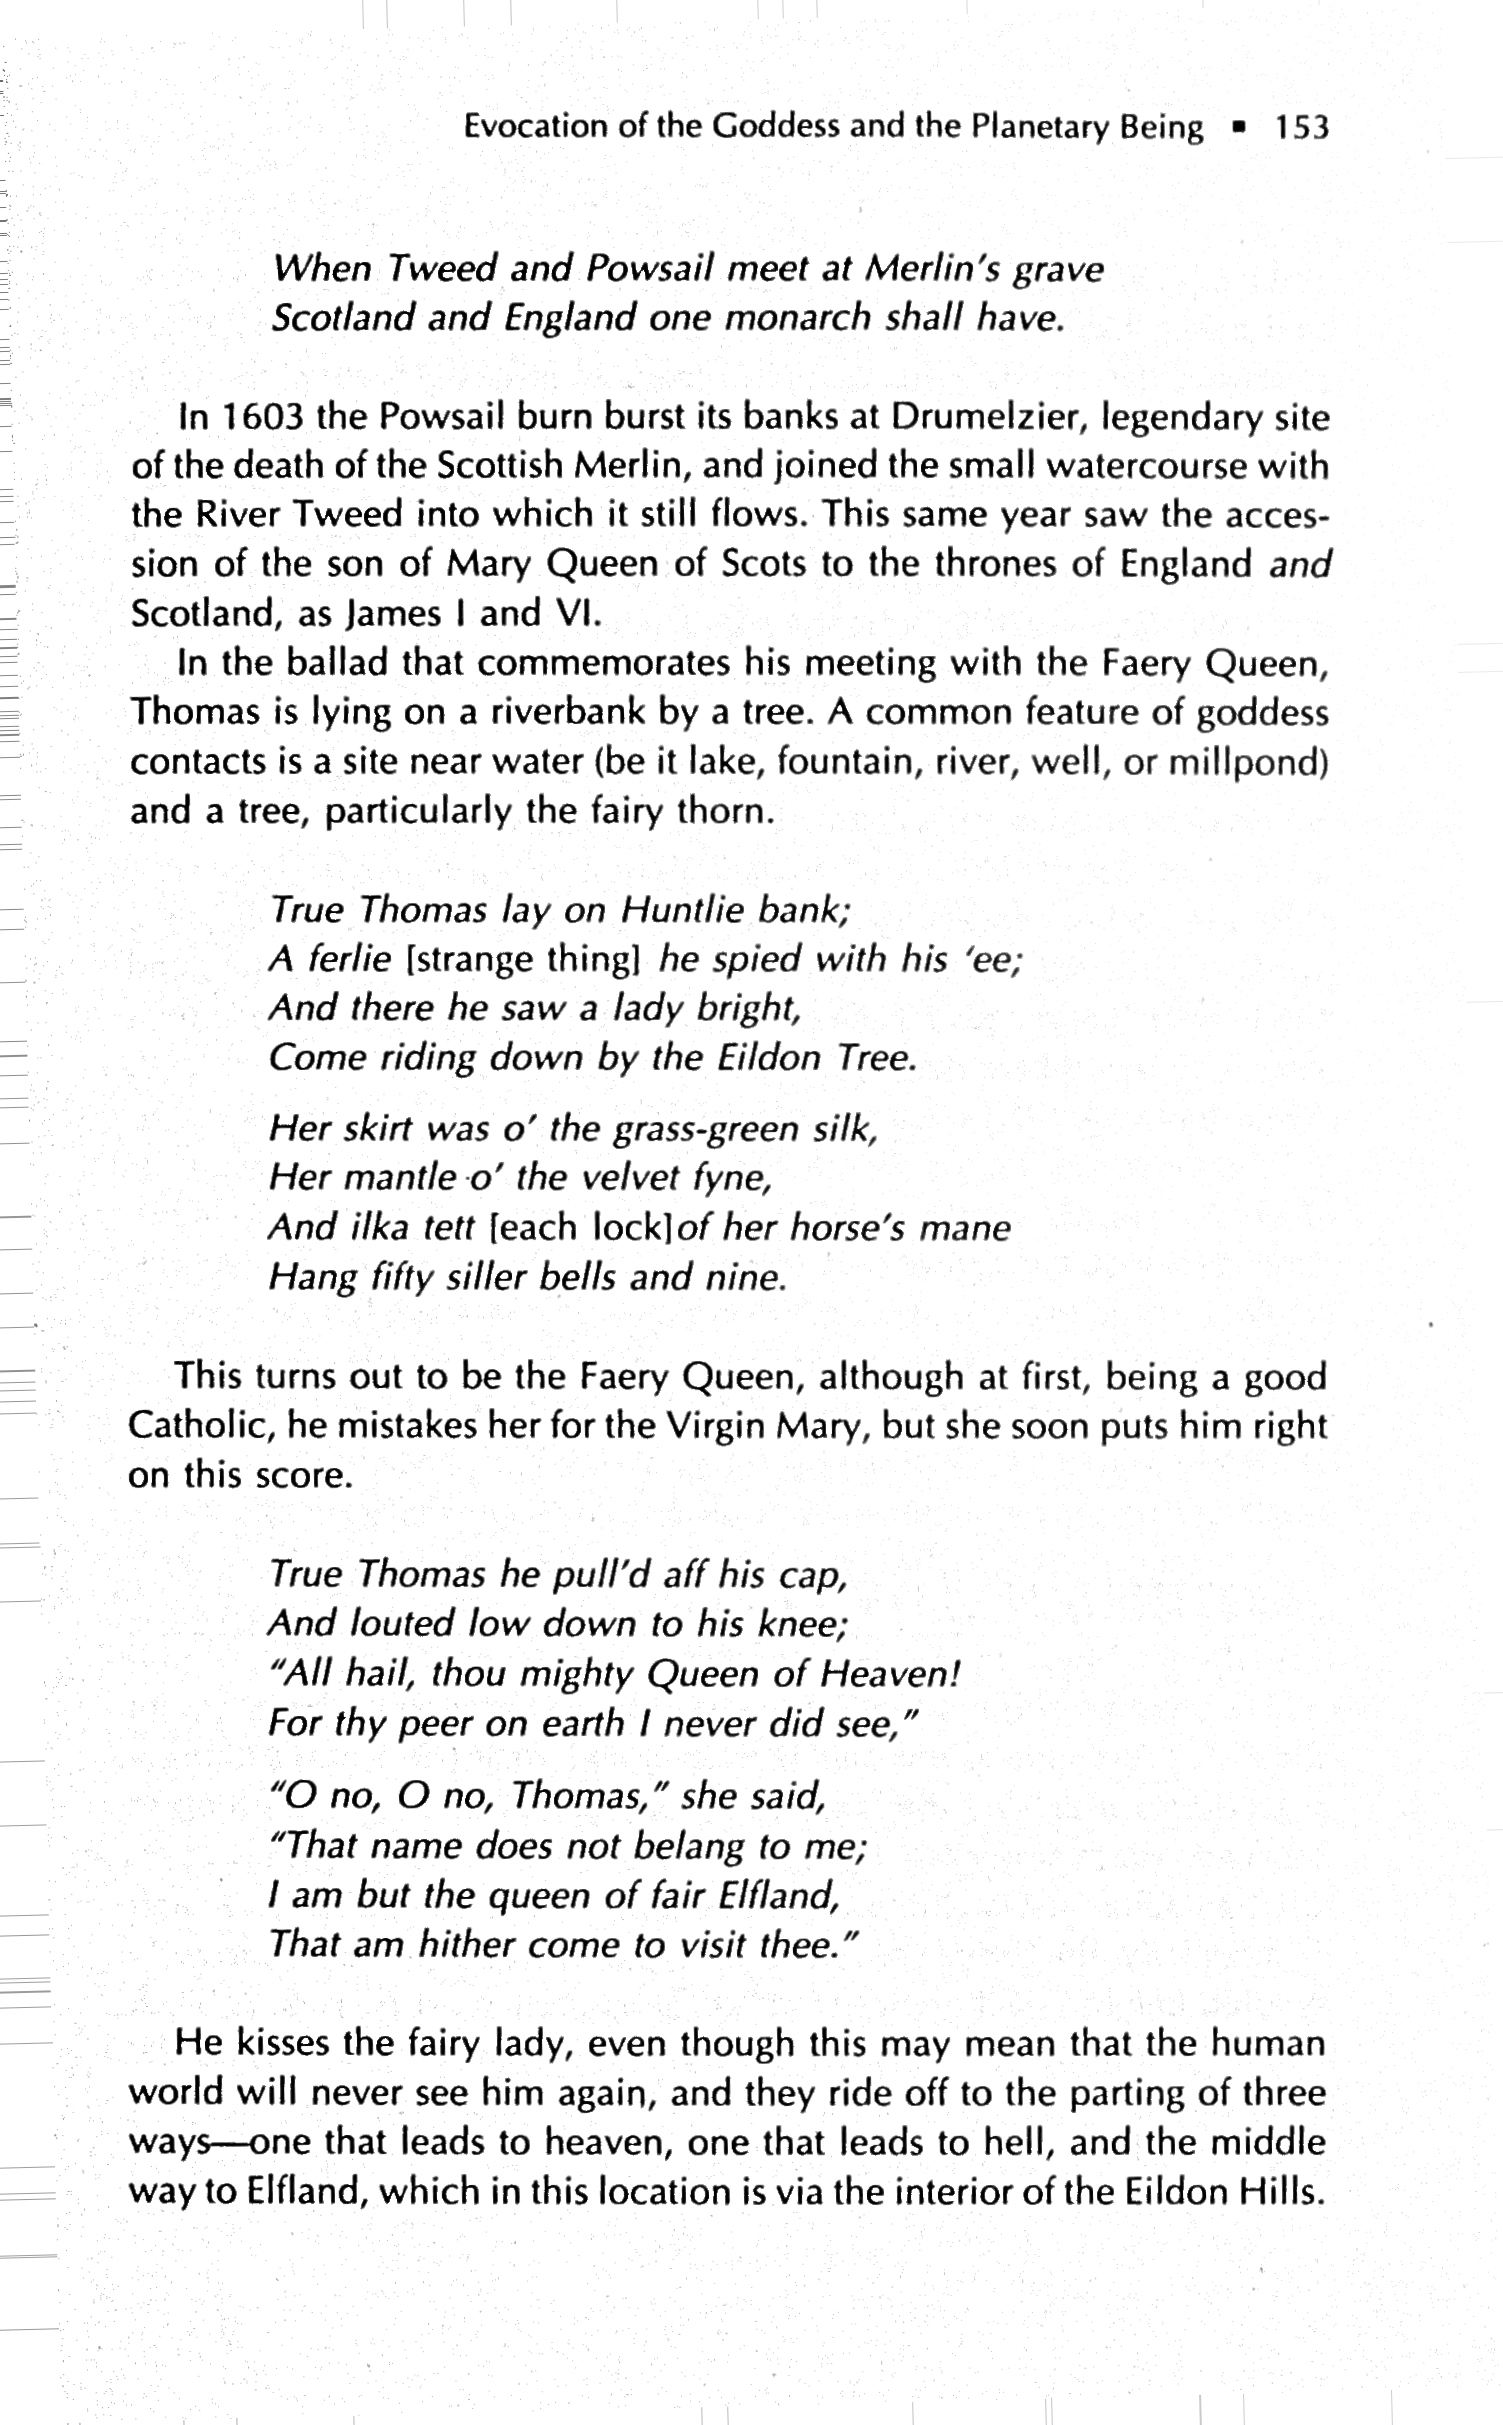 Evocation of the Goddess and the Planetary Being ▪ 153
When Tweed and Powsail meet at Merlin's grave
Scotland and England one monarch shall have.
In 1603 the Powsail burn burst its banks at Drumelzier, legendary site
of the death of the Scottish Merlin, and joined the small watercourse with
the River Tweed into which it still flows. This same year saw the acces-
sion of the son of Mary Queen of Scots to the thrones of England and
Scotland, as James I and VI.
In the ballad that commemorates his meeting with the Faery Queen,
Thomas is lying on a riverbank by a tree. A common feature of goddess
contacts is a site near water (be it lake, fountain, river, well, or millpond)
and a tree, particularly the fairy thorn.
True Thomas lay on Huntlie bank;
A ferlie [strange thing] he spied with his 'ee;
And there he saw a lady bright,
Come riding down by the Eildon Tree.
Her skirt was o' the grass-green silk,
Her mantle o' the velvet fyne,
And ilka tett [each lock] of her horse's mane
Hang fifty siller bells and nine.
This turns out to be the Faery Queen, although at first, being a good
Catholic, he mistakes her for the Virgin Mary, but she soon puts him right
on this score.
True Thomas he pull'd aff his cap,
And louted low down to his knee;
"All hail, thou mighty Queen of Heaven!
For thy peer on earth I never did see,"
"O no, O no, Thomas," she said,
"That name does not belang to me;
I am but the queen of fair Elfland,
That am hither come to visit thee."
He kisses the fairy lady, even though this may mean that the human
world will never see him again, and they ride off to the parting of three
ways—one that leads to heaven, one that leads to hell, and the middle
way to Elfland, which in this location is via the interior of the Eildon Hills.